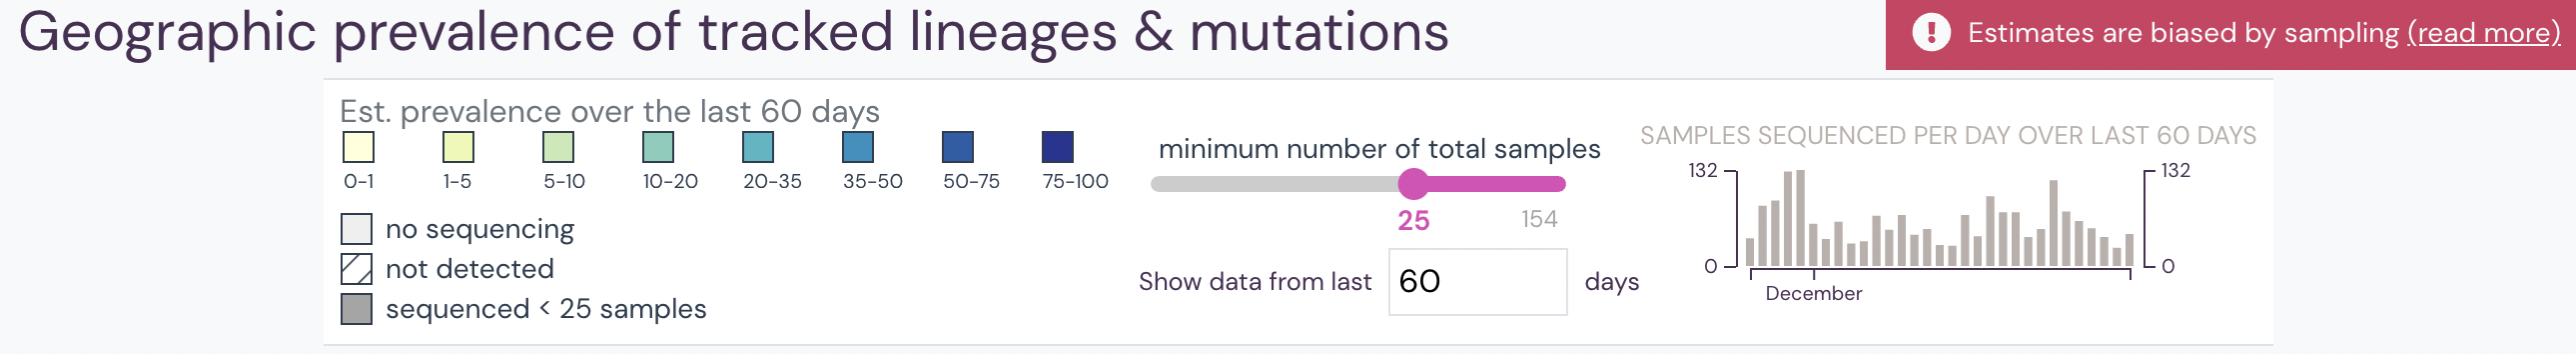 Geographic prevalence of tracked lineages & mutations
! Estimates are biased by sampling (read more)
Est. prevalence over the last 60 days
0-1 1-5 5-10 10-20 20-35 35-50 50-75 75-100
no sequencing
not detected
sequenced < 25 samples
minimum number of total samples
25 154
Show data from last 60 days
SAMPLES SEQUENCED PER DAY OVER LAST 60 DAYS
132 132
0 0
December